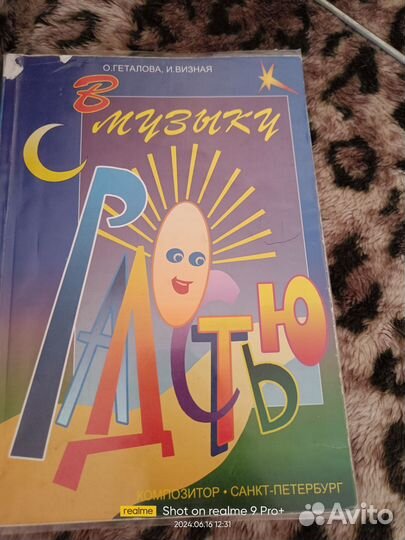 О.ГЕТАЛОВА, И.ВИЗНАЯ
В
МУЗЫКУ
С
РАДОСТЬЮ
КОМПОЗИТОР • САНКТ-ПЕТЕРБУРГ
realme Shot on realme 9 Pro+
2024.06.16 12:31
Avito